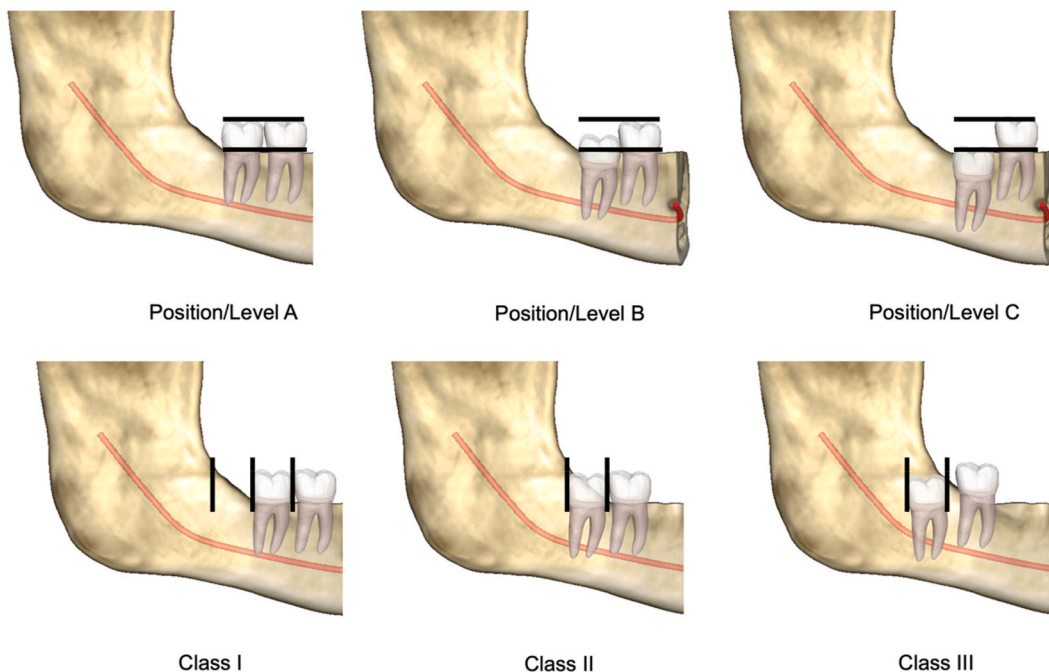 Position/Level A
Position/Level B
Position/Level C
Class I
Class II
Class III